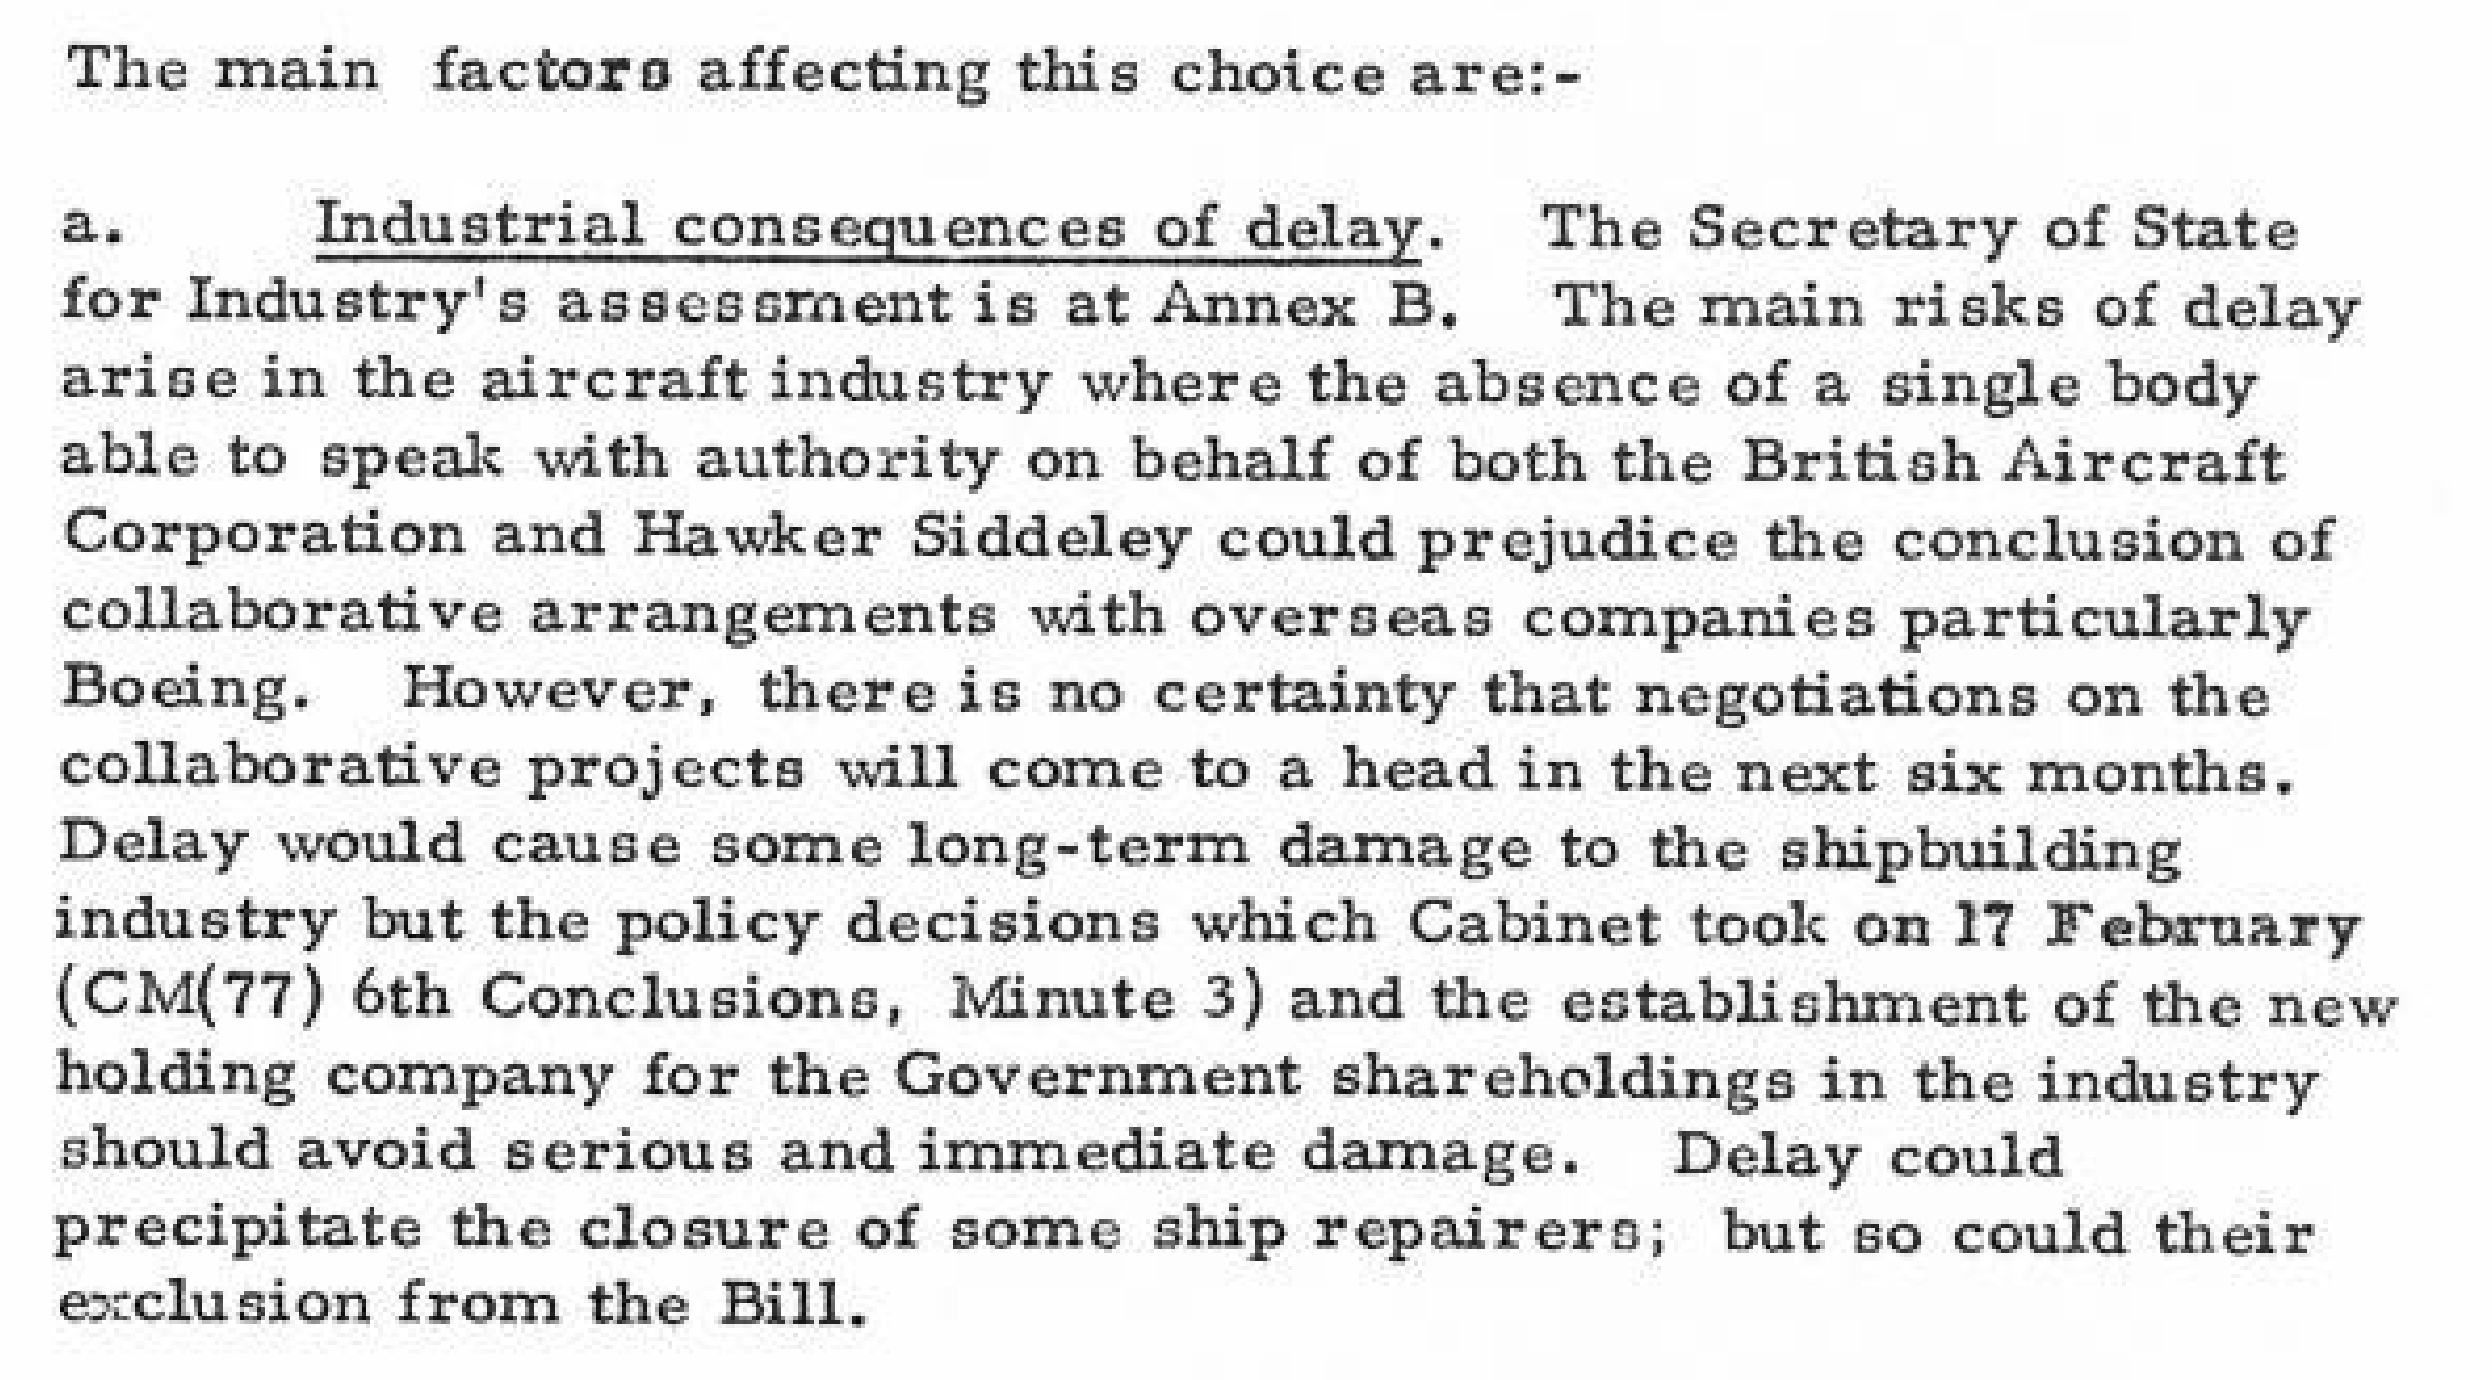 The main factors affecting this choice are:-
a. Industrial consequences of delay. The Secretary of State
for Industry's assessment is at Annex B. The main risks of delay
arise in the aircraft industry where the absence of a single body
able to speak with authority on behalf of both the British Aircraft
Corporation and Hawker Siddeley could prejudice the conclusion of
collaborative arrangements with overseas companies particularly
Boeing. However, there is no certainty that negotiations on the
collaborative projects will come to a head in the next six months.
Delay would cause some long-term damage to the shipbuilding
industry but the policy decisions which Cabinet took on 17 February
(CM(77) 6th Conclusions, Minute 3) and the establishment of the new
holding company for the Government shareholdings in the industry
should avoid serious and immediate damage. Delay could
precipitate the closure of some ship repairers; but so could their
exclusion from the Bill.